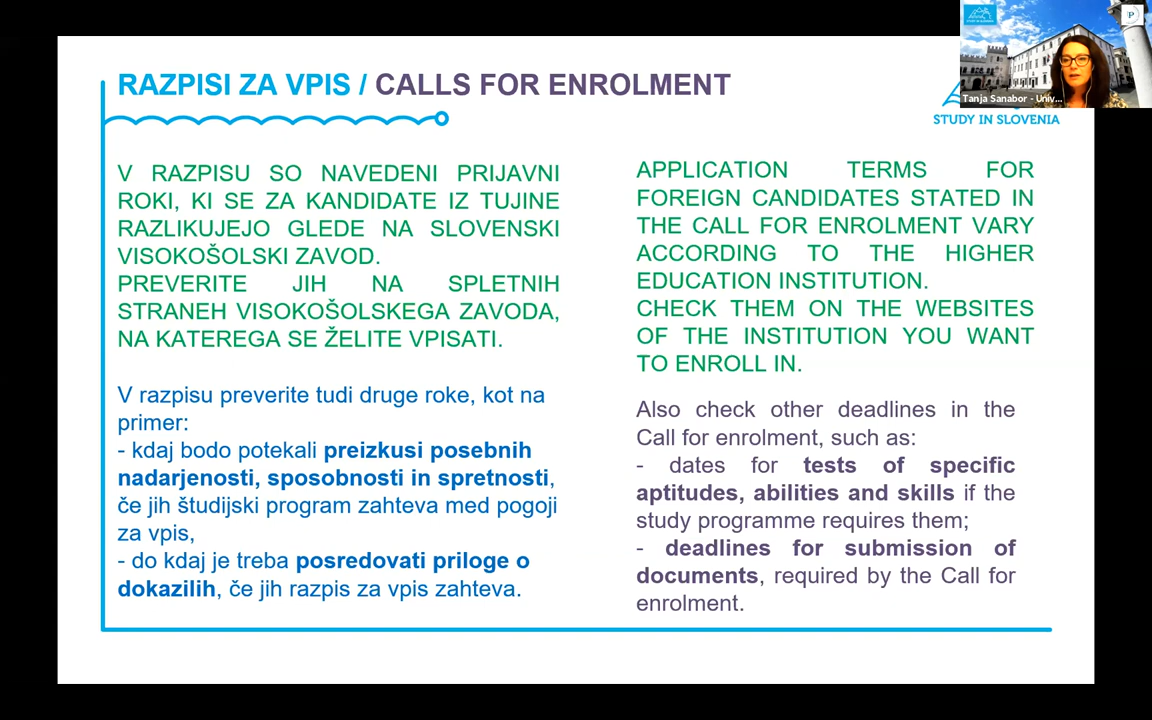 RAZPISI ZA VPIS / CALLS FOR ENROLMENT
STUDY IN SLOVENIA
Tanja Sanabor - Univ...
V RAZPISU SO NAVEDENI PRIJAVNI
ROKI, KI SE ZA KANDIDATE IZ TUJINE
RAZLIKUJEJO GLEDE NA SLOVENSKI
VISOKOŠOLSKI ZAVOD.
PREVERITE JIH NA SPLETNIH
STRANEH VISOKOŠOLSKEGA ZAVODA,
NA KATEREGA SE ŽELITE VPISATI.
V razpisu preverite tudi druge roke, kot na
primer:
- kdaj bodo potekali preizkusi posebnih
nadarjenosti, sposobnosti in spretnosti,
če jih študijski program zahteva med pogoji
za vpis,
- do kdaj je treba posredovati priloge o
dokazilih, če jih razpis za vpis zahteva.
APPLICATION TERMS FOR
FOREIGN CANDIDATES STATED IN
THE CALL FOR ENROLMENT VARY
ACCORDING TO THE HIGHER
EDUCATION INSTITUTION.
CHECK THEM ON THE WEBSITES
OF THE INSTITUTION YOU WANT
TO ENROLL IN.
Also check other deadlines in the
Call for enrolment, such as:
- dates for tests of specific
aptitudes, abilities and skills if the
study programme requires them;
- deadlines for submission of
documents, required by the Call for
enrolment.